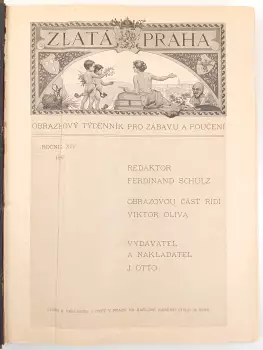 ZLATÁ PRAHA
OBRAZOVÝ TÝDENNÍK PRO ZÁBAVU A POUČENÍ
REDAKTOR
FERDINAND SCHULZ
OBRAZOVOU ČÁST ŘÍDÍ
VIKTOR OLIVA
VYDAVATEL
A NAKLADATEL
J. OTTO